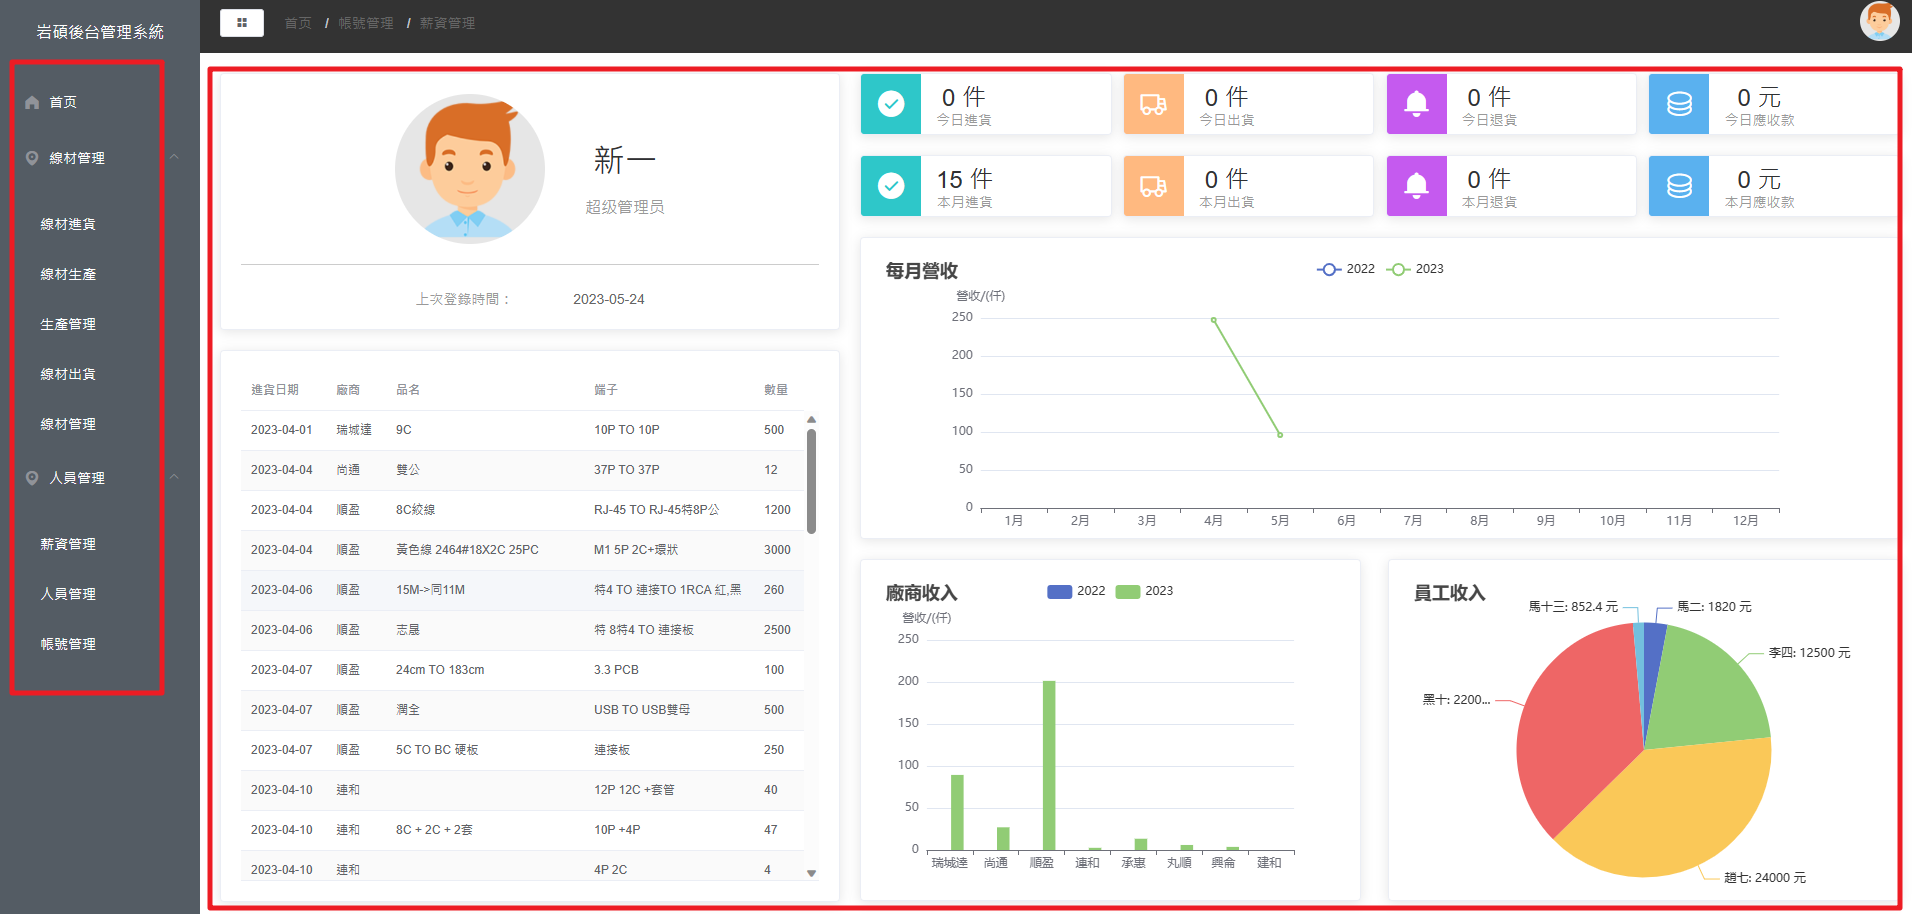 岩碩後台管理系統
首页 / 帳號管理 / 薪資管理
首页
線材管理
線材進貨
線材生產
生產管理
線材出貨
線材管理
人員管理
薪資管理
人員管理
帳號管理
新一
超级管理员
上次登錄時間： 2023-05-24
進貨日期 廠商 品名 端子 數量
2023-04-01 瑞城達 9C 10P TO 10P 500
2023-04-04 尚通 雙公 37P TO 37P 12
2023-04-04 順盈 8C絞線 RJ-45 TO RJ-45特8P公 1200
2023-04-04 順盈 黃色線 2464#18X2C 25PC M1 5P 2C+環狀 3000
2023-04-06 順盈 15M->同11M 特4 TO 連接TO 1RCA 紅,黑 260
2023-04-06 順盈 志晟 特 8特4 TO 連接板 2500
2023-04-07 順盈 24cm TO 183cm 3.3 PCB 100
2023-04-07 順盈 潤全 USB TO USB雙母 500
2023-04-07 順盈 5C TO BC 硬板 連接板 250
2023-04-10 連和 12P 12C +套管 40
2023-04-10 連和 8C + 2C + 2套 10P +4P 47
2023-04-10 連和 4P 2C 4
0 件
今日進貨
0 件
今日出貨
0 件
今日退貨
0 元
今日應收款
15 件
本月進貨
0 件
本月出貨
0 件
本月退貨
0 元
本月應收款
每月營收
2022 2023
營收/(仟)
250
200
150
100
50
0
1月 2月 3月 4月 5月 6月 7月 8月 9月 10月 11月 12月
廠商收入
2022 2023
營收/(仟)
250
200
150
100
50
0
瑞城達 尚通 順盈 連和 承惠 丸順 興侖 建和
員工收入
馬十三: 852.4 元
馬二: 1820 元
李四: 12500 元
黑十: 2200...
趙七: 24000 元